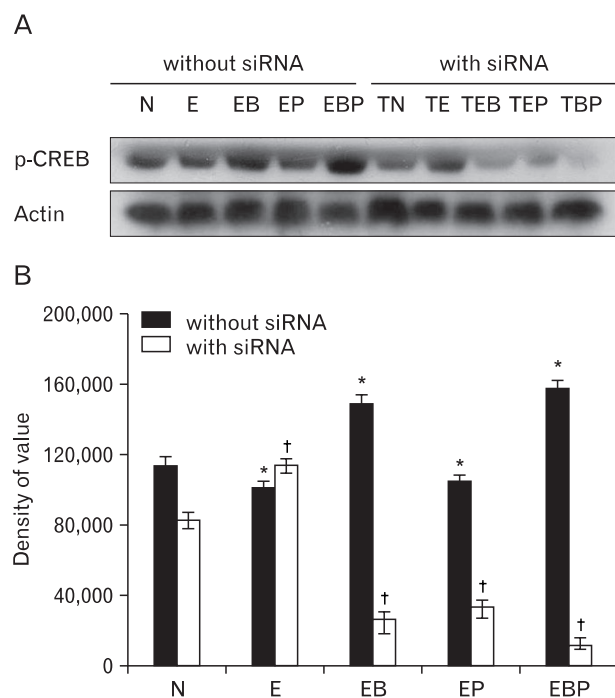 A
without siRNA with siRNA
N E EB EP EBP TN TE TEB TEP TBP
p-CREB
Actin
B
200,000
160,000
120,000
80,000
40,000
0
Density of value
without siRNA
with siRNA
* † * † * † * †
N E EB EP EBP